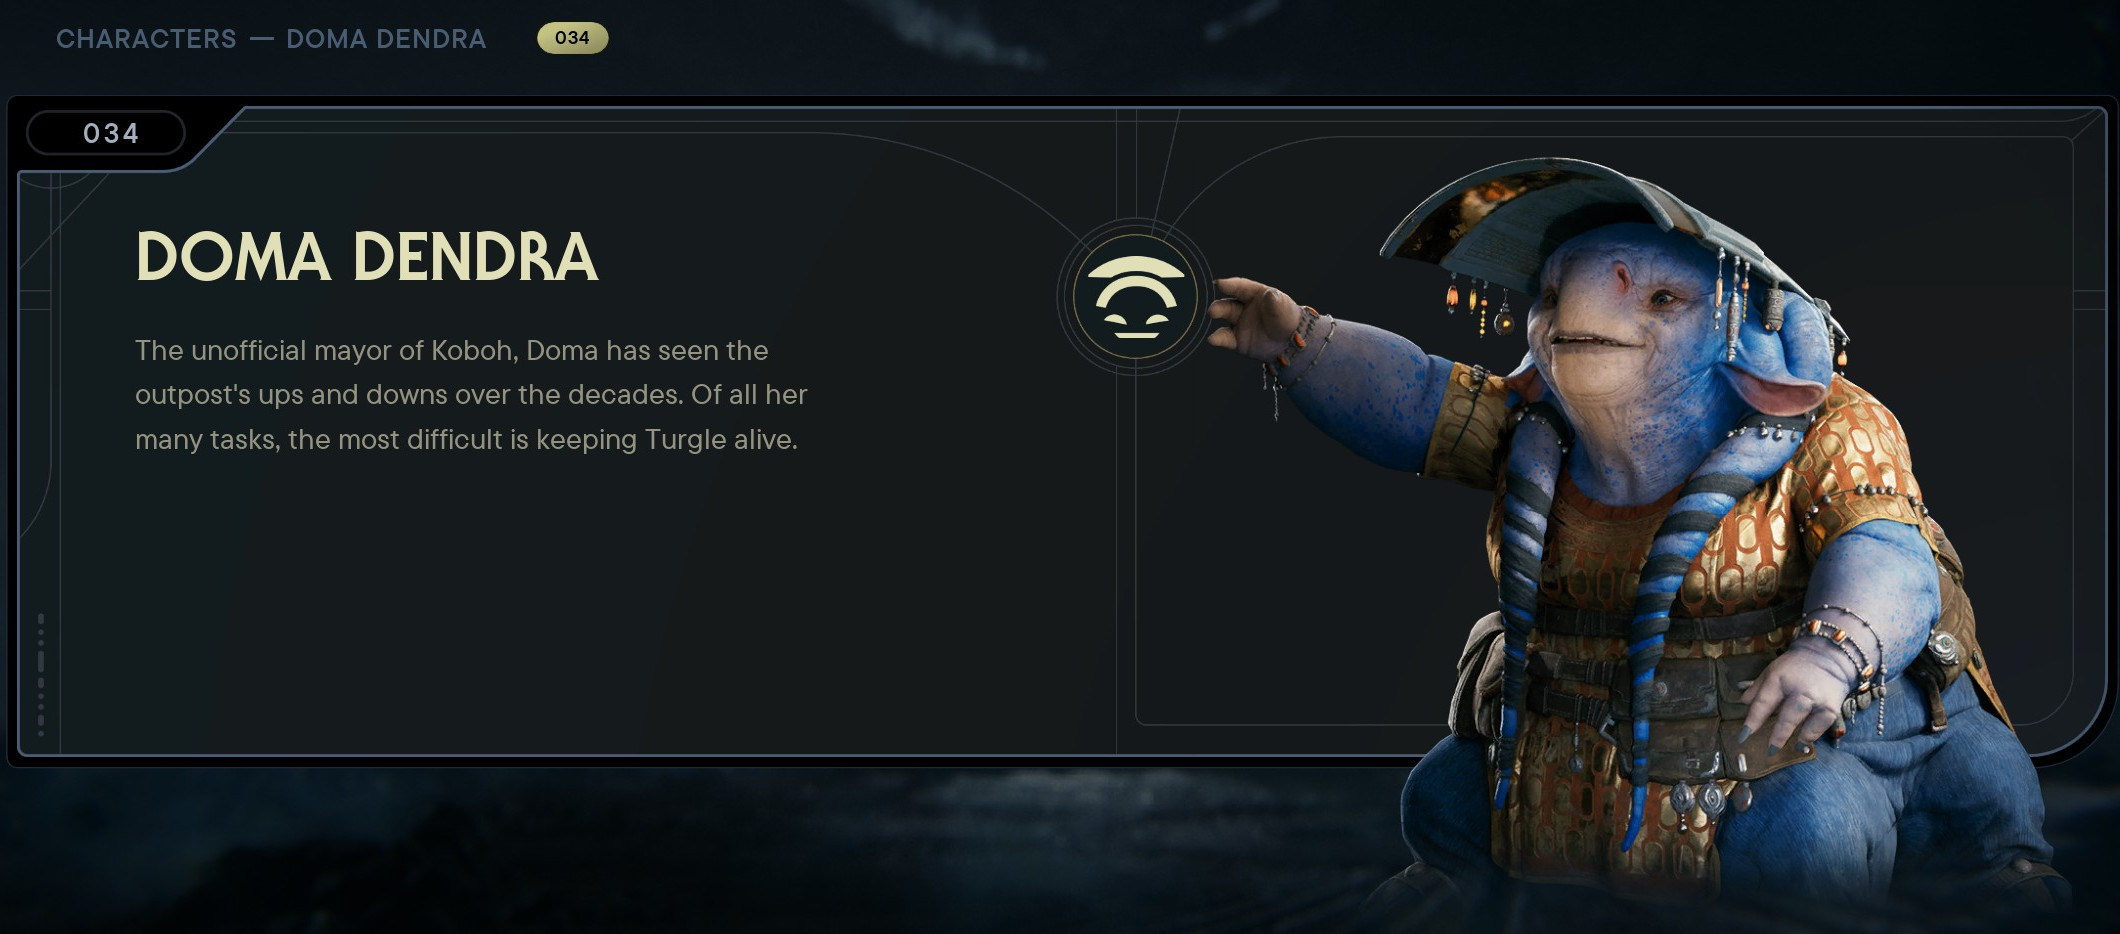 CHARACTERS — DOMA DENDRA 034
034
DOMA DENDRA
The unofficial mayor of Koboh, Doma has seen the
outpost's ups and downs over the decades. Of all her
many tasks, the most difficult is keeping Turgle alive.